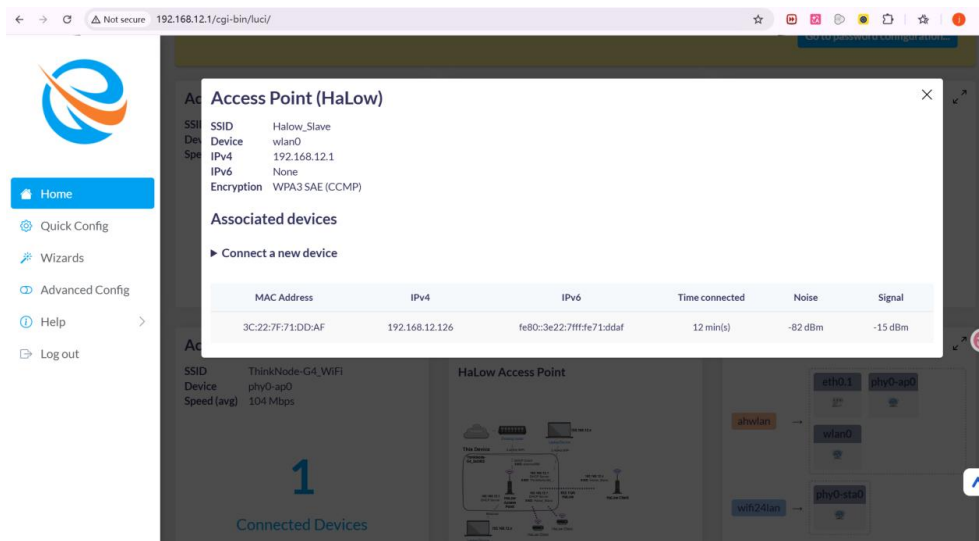 Not secure 192.168.12.1/cgi-bin/luci/
Go to password configuration...
Home
Quick Config
Wizards
Advanced Config
Help
Log out
Access Point (HaLow)
SSID Halow_Slave
Device wlan0
IPv4 192.168.12.1
IPv6 None
Encryption WPA3 SAE (CCMP)
Associated devices
Connect a new device
MAC Address IPv4 IPv6 Time connected Noise Signal
3C:22:7F:71:DD:AF 192.168.12.126 fe80::3e22:7fff:fe71:ddaf 12 min(s) -82 dBm -15 dBm
SSID ThinkNode-G4_WiFi
Device phy0-ap0
Speed (avg) 104 Mbps
1
Connected Devices
HaLow Access Point
eth0.1 phy0-ap0
ahwlan
wlan0
wifi24lan
phy0-sta0